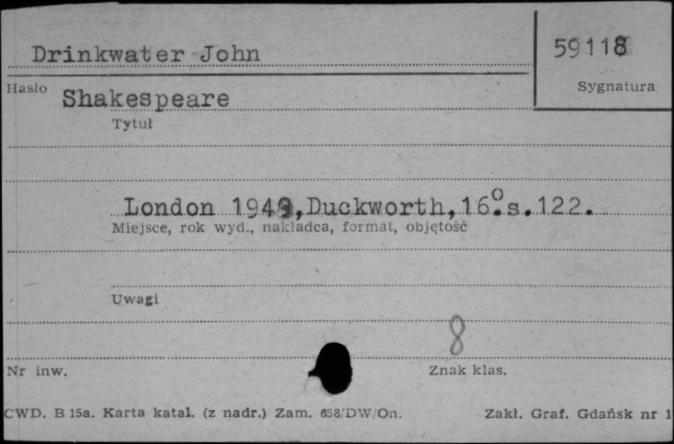 Drinkwater John
59118
Hasło
Sygnatura
Shakespeare
Tytuł
London 1949, Duckworth, 16°.s.122.
Miejsce, rok wyd., nakładca, format, objętość
Uwagi
8
Nr inw.
Znak klas.
CWD. B 15a. Karta katal. (z nadr.) Zam. 658/DW/On.
Zakł. Graf. Gdańsk nr 1